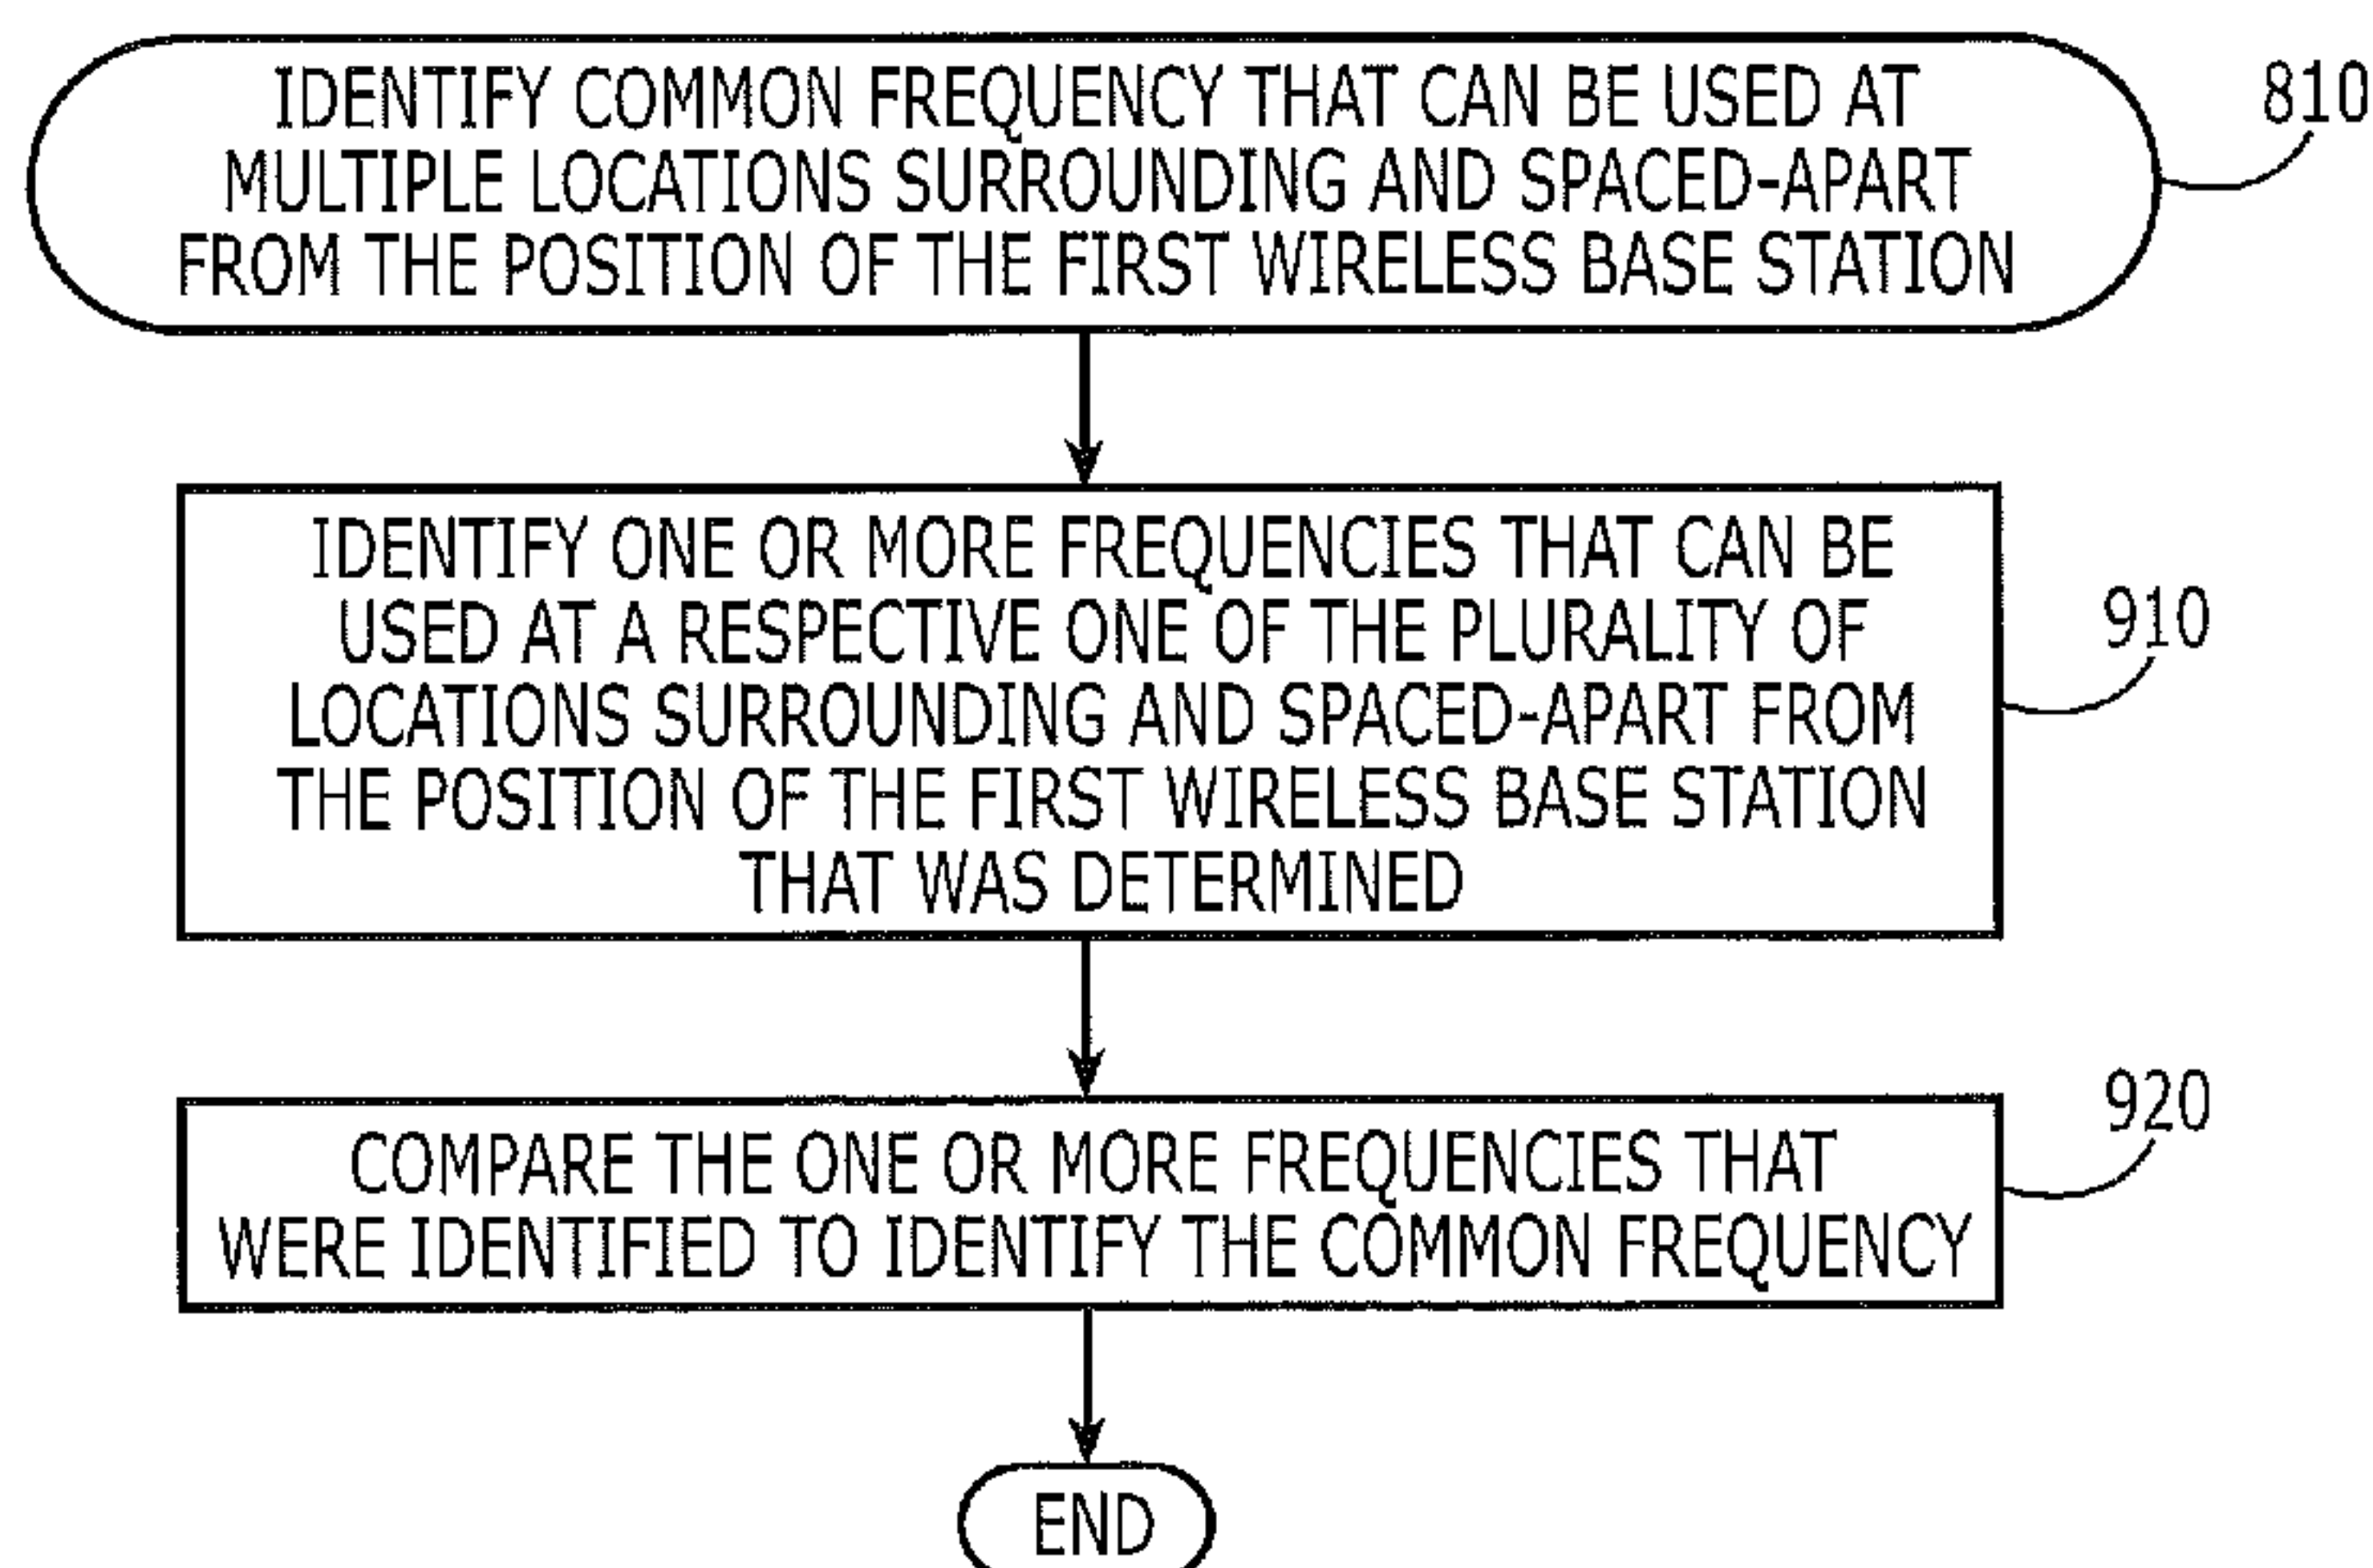 IDENTIFY COMMON FREQUENCY THAT CAN BE USED AT
MULTIPLE LOCATIONS SURROUNDING AND SPACED-APART
FROM THE POSITION OF THE FIRST WIRELESS BASE STATION
810
IDENTIFY ONE OR MORE FREQUENCIES THAT CAN BE
USED AT A RESPECTIVE ONE OF THE PLURALITY OF
LOCATIONS SURROUNDING AND SPACED-APART FROM
THE POSITION OF THE FIRST WIRELESS BASE STATION
THAT WAS DETERMINED
910
COMPARE THE ONE OR MORE FREQUENCIES THAT
WERE IDENTIFIED TO IDENTIFY THE COMMON FREQUENCY
920
END